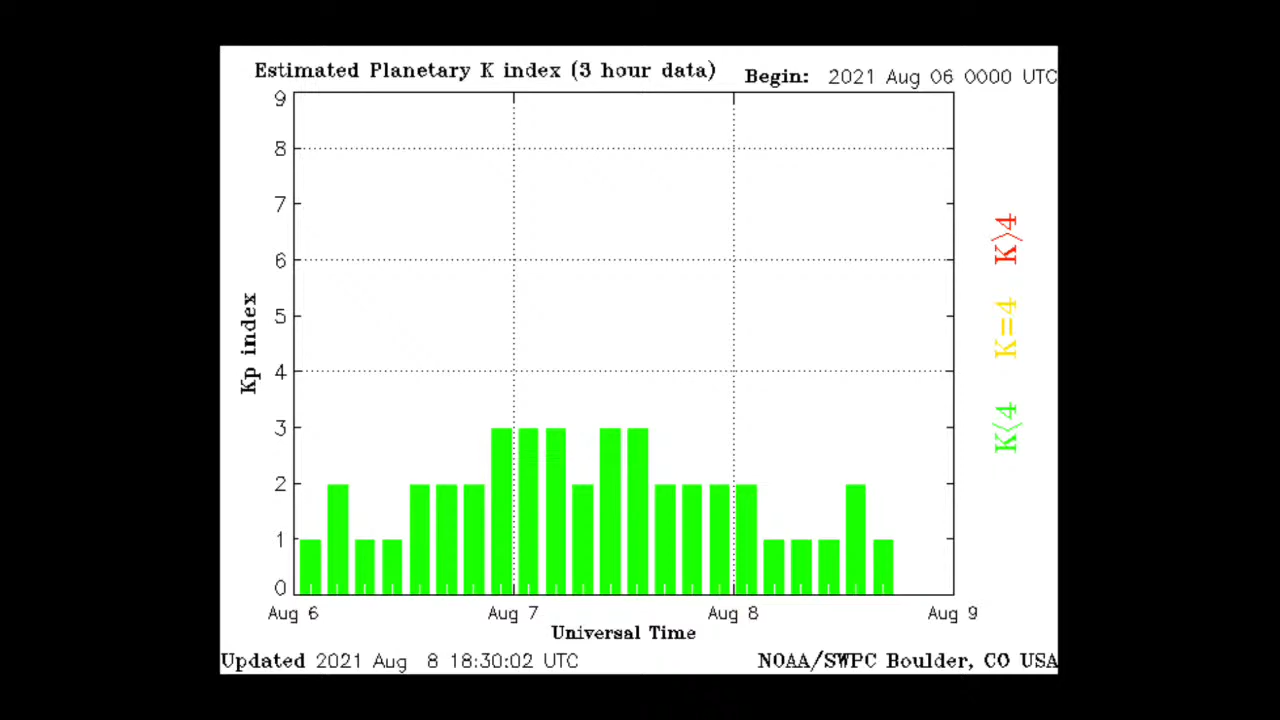 Estimated Planetary K index (3 hour data)
Begin: 2021 Aug 06 0000 UTC
9
8
7
6
5
4
3
2
1
0
Kp index
K>4
K=4
K<4
Aug 6 Aug 7 Aug 8 Aug 9
Universal Time
Updated 2021 Aug 8 18:30:02 UTC
NOAA/SWPC Boulder, CO USA